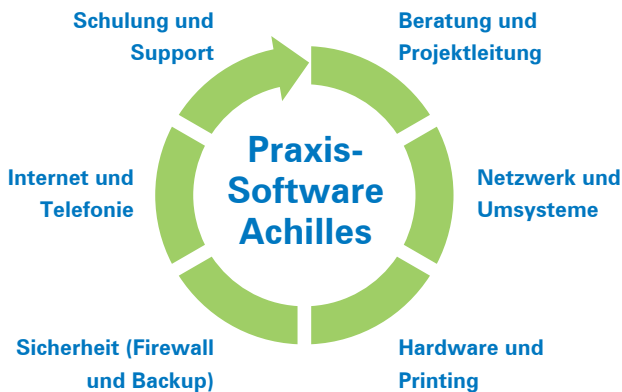 Schulung und
Support
Beratung und
Projektleitung
Praxis-
Software
Achilles
Internet und
Telefonie
Netzwerk und
Umsysteme
Sicherheit (Firewall
und Backup)
Hardware und
Printing